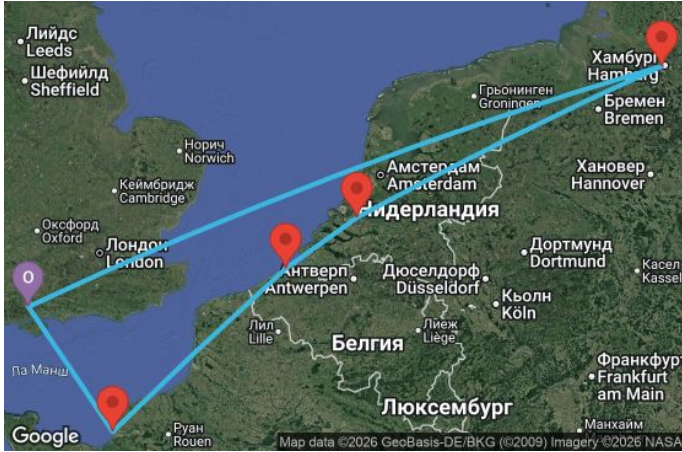 Лийдс
Leeds
Шефийлд
Sheffield
Норич
Norwich
Кеймбридж
Cambridge
Оксфорд
Oxford
Лондон
London
О
Ла Манш
Хамбург
Hamburg
Грьонинген
Groningen
Бремен
Bremen
Амстердам
Amsterdam
Хановер
Hannover
Нидерландия
Дортмунд
Dortmund
Антверп
Antwerpen
Дюселдорф
Düsseldorf
Касел
Kassel
Кьолн
Köln
Лил
Lille
Белгия
Лиеж
Liège
Франкфурт
Frankfurt
am Main
Люксембург
Манхайм
Руан
Rouen
Google
Map data ©2026 GeoBasis-DE/BKG (©2009) Imagery ©2026 NASA